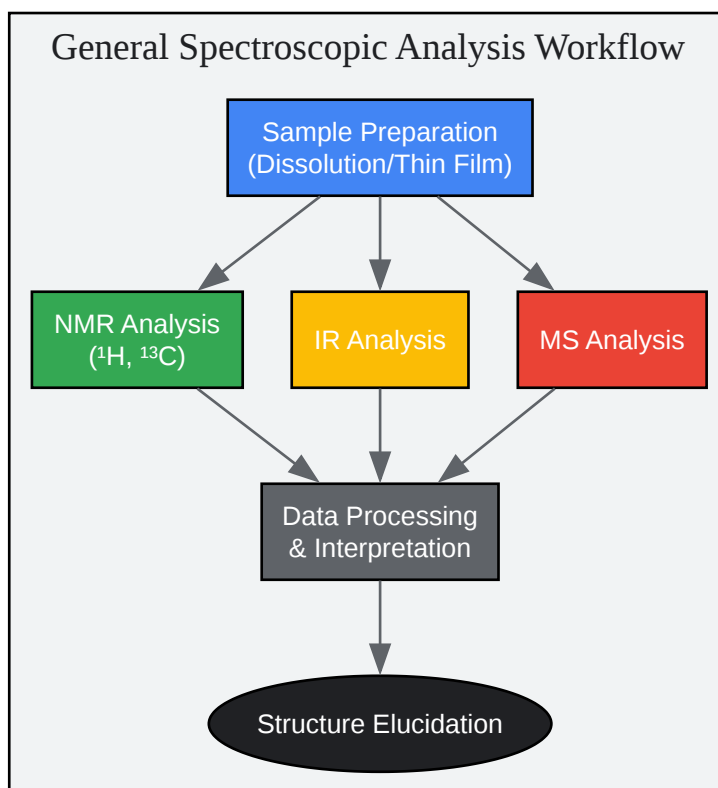 General Spectroscopic Analysis Workflow
Sample Preparation
(Dissolution/Thin Film)
NMR Analysis
(¹H, ¹³C)
IR Analysis
MS Analysis
Data Processing
& Interpretation
Structure Elucidation